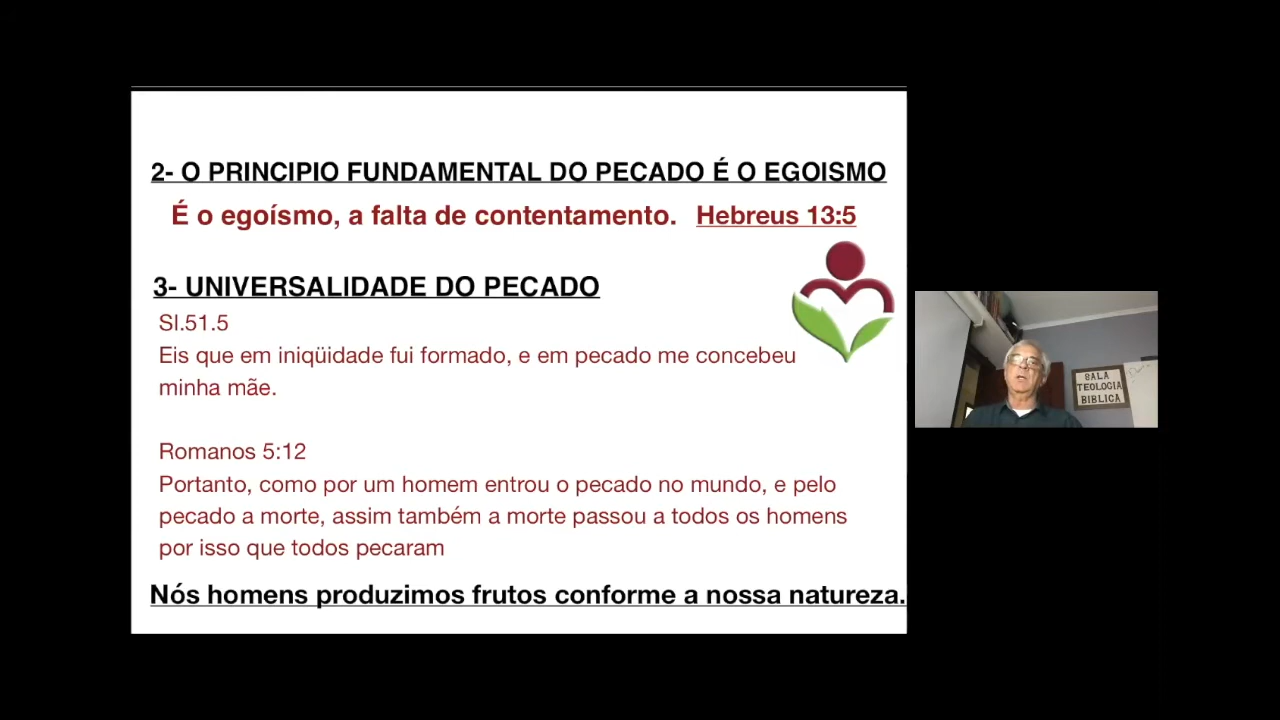 2- O PRINCIPIO FUNDAMENTAL DO PECADO É O EGOISMO
É o egoísmo, a falta de contentamento. Hebreus 13:5
3- UNIVERSALIDADE DO PECADO
Sl.51.5
Eis que em iniqüidade fui formado, e em pecado me concebeu
minha mãe.
Romanos 5:12
Portanto, como por um homem entrou o pecado no mundo, e pelo
pecado a morte, assim também a morte passou a todos os homens
por isso que todos pecaram
Nós homens produzimos frutos conforme a nossa natureza.
SALA
TEOLOGIA
BIBLICA